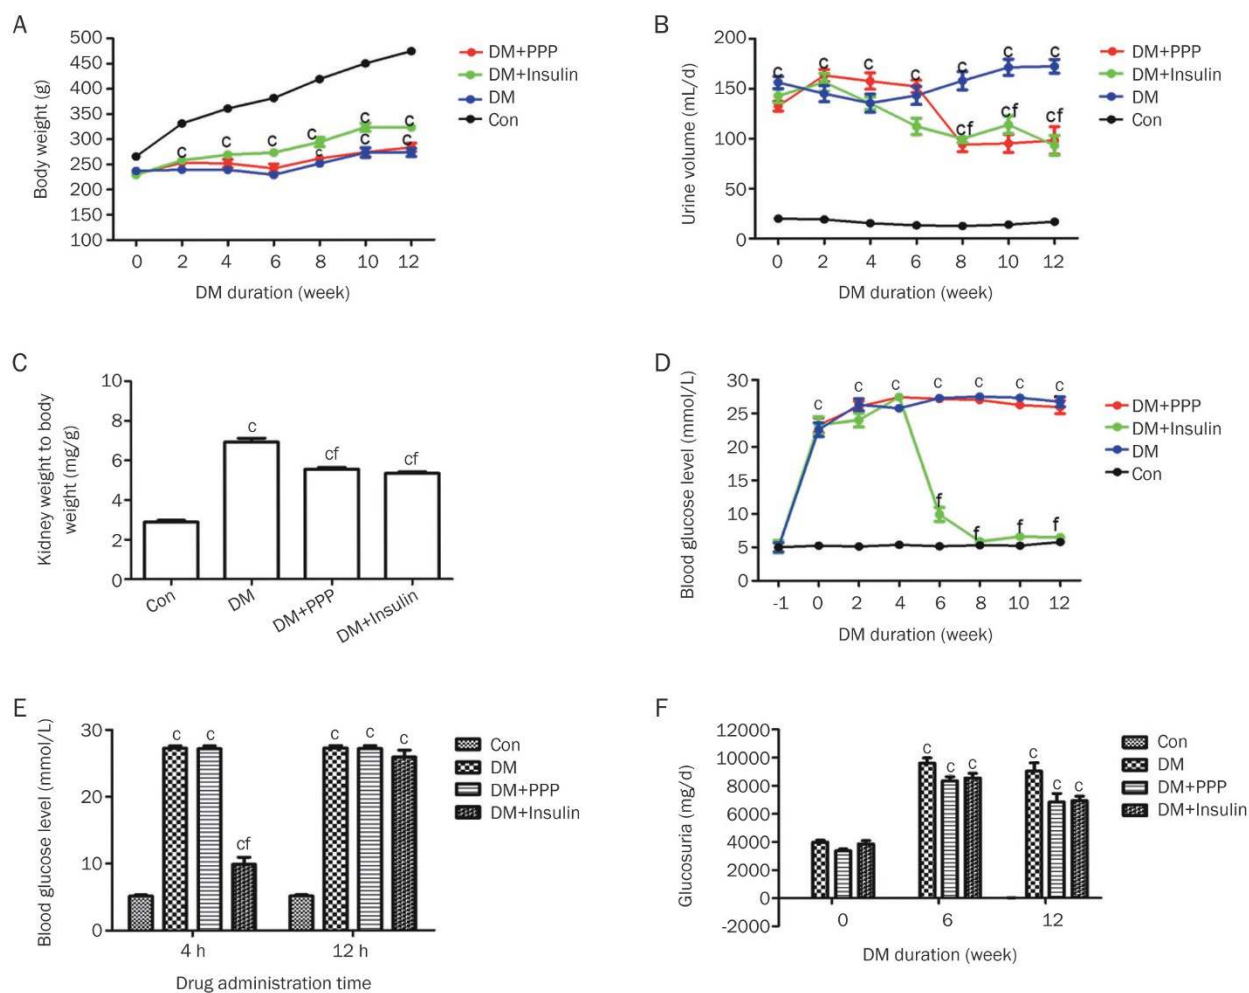 A
500
450
400
350
300
250
200
150
100
Body weight (g)
c c c c c c
c c c
0 2 4 6 8 10 12
DM duration (week)
DM+PPP
DM+Insulin
DM
Con
B
200
150
100
50
0
Urine volume (mL/d)
c c c c c c c
cf cf cf
0 2 4 6 8 10 12
DM duration (week)
DM+PPP
DM+Insulin
DM
Con
C
10
8
6
4
2
0
Kidney weight to body
weight (mg/g)
c cf cf
Con DM DM+PPP DM+Insulin
D
30
25
20
15
10
5
0
Blood glucose level (mmol/L)
c c c c c c c
f f f f
-1 0 2 4 6 8 10 12
DM duration (week)
DM+PPP
DM+Insulin
DM
Con
E
30
20
10
0
Blood glucose level (mmol/L)
c c cf c c c
4 h 12 h
Drug administration time
Con
DM
DM+PPP
DM+Insulin
F
12000
10000
8000
6000
4000
2000
0
-2000
Glucosuria (mg/d)
c c c c c c
0 6 12
DM duration (week)
Con
DM
DM+PPP
DM+Insulin